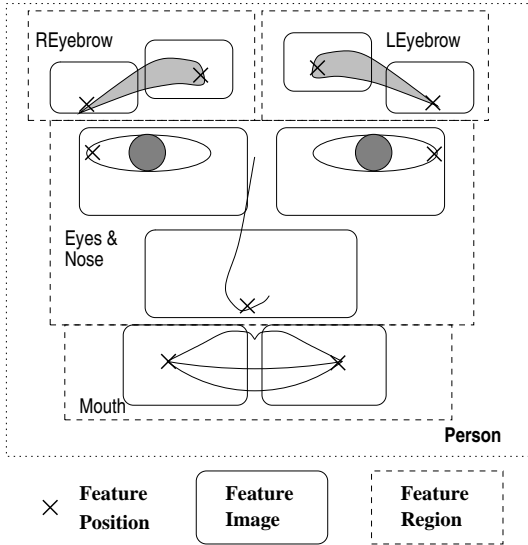 REyebrow
LEyebrow
Eyes &
Nose
Mouth
Person
Feature
Position
Feature
Image
Feature
Region